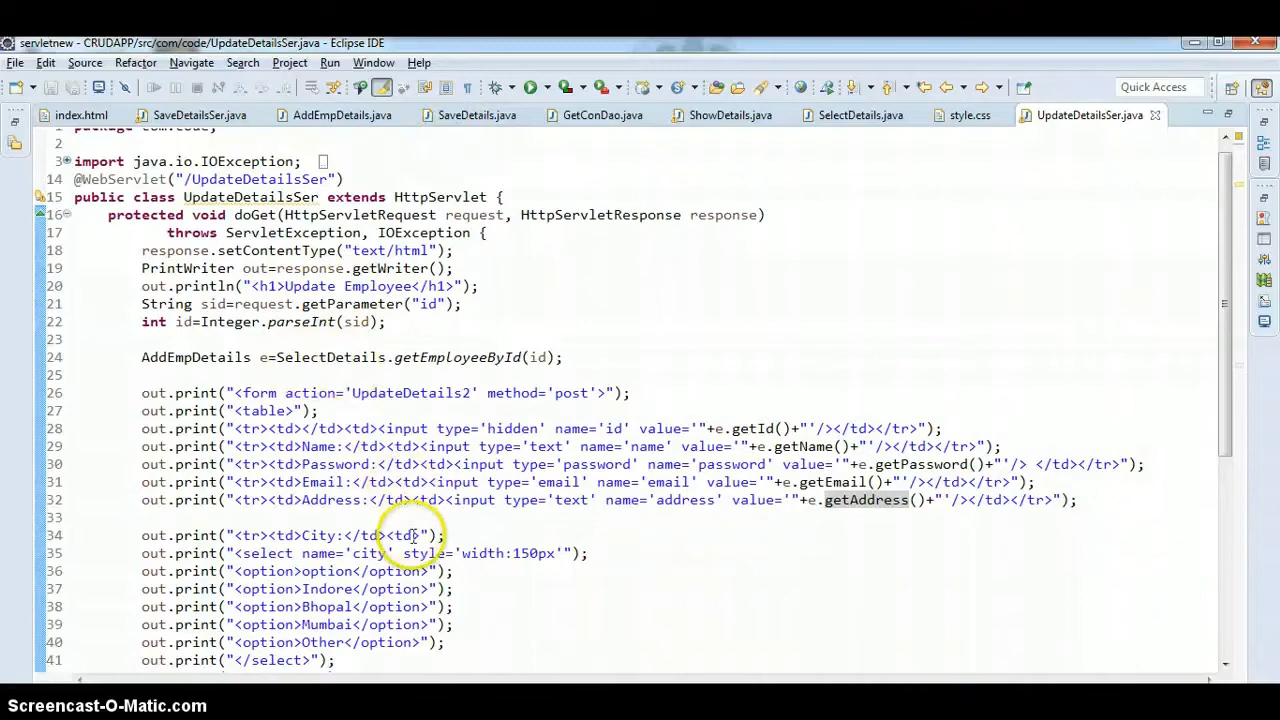 servletnew - CRUDAPP/src/com/code/UpdateDetailsSer.java - Eclipse IDE
File Edit Source Refactor Navigate Search Project Run Window Help
Quick Access
index.html SaveDetailsSer.java AddEmpDetails.java SaveDetails.java GetConDao.java ShowDetails.java SelectDetails.java style.css UpdateDetailsSer.java
1 package com.code;
2
3 import java.io.IOException;
14 @WebServlet("/UpdateDetailsSer")
15 public class UpdateDetailsSer extends HttpServlet {
16 protected void doGet(HttpServletRequest request, HttpServletResponse response)
17 throws ServletException, IOException {
18 response.setContentType("text/html");
19 PrintWriter out=response.getWriter();
20 out.println("<h1>Update Employee</h1>");
21 String sid=request.getParameter("id");
22 int id=Integer.parseInt(sid);
23
24 AddEmpDetails e=SelectDetails.getEmployeeById(id);
25
26 out.print("<form action='UpdateDetails2' method='post'>");
27 out.print("<table>");
28 out.print("<tr><td></td><td><input type='hidden' name='id' value='"+e.getId()+"'/></td></tr>");
29 out.print("<tr><td>Name:</td><td><input type='text' name='name' value='"+e.getName()+"'/></td></tr>");
30 out.print("<tr><td>Password:</td><td><input type='password' name='password' value='"+e.getPassword()+"'/> </td></tr>");
31 out.print("<tr><td>Email:</td><td><input type='email' name='email' value='"+e.getEmail()+"'/></td></tr>");
32 out.print("<tr><td>Address:</td><td><input type='text' name='address' value='"+e.getAddress()+"'/></td></tr>");
33
34 out.print("<tr><td>City:</td><td>");
35 out.print("<select name='city' style='width:150px'");
36 out.print("<option>option</option>");
37 out.print("<option>Indore</option>");
38 out.print("<option>Bhopal</option>");
39 out.print("<option>Mumbai</option>");
40 out.print("<option>Other</option>");
41 out.print("</select>");
Screencast-O-Matic.com